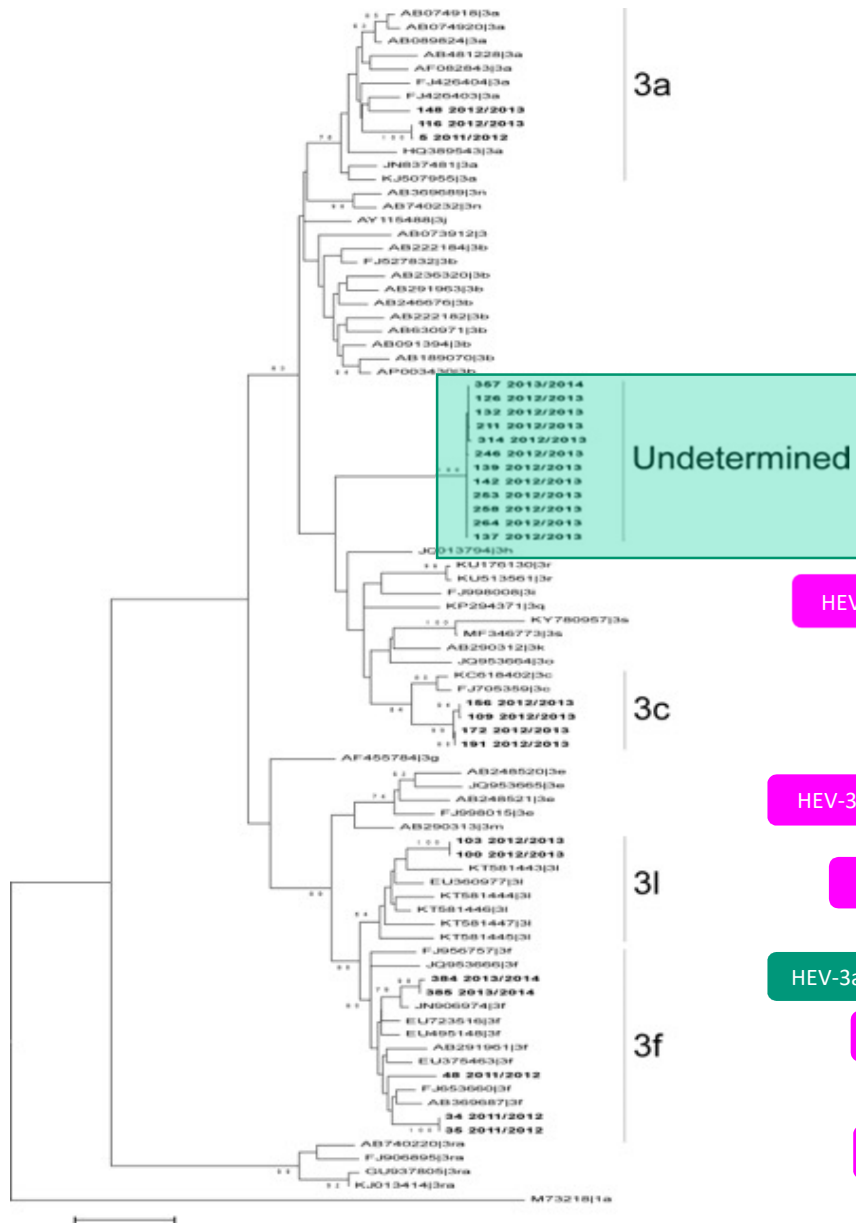 AB074918|3a
AB074920|3a
AB089824|3a
AB481228|3a
AF082843|3a
FJ426404|3a
FJ426403|3a
148 2012/2013
116 2012/2013
5 2011/2012
HQ389543|3a
JN837481|3a
KJ507955|3a
3a
AB369689|3n
AB740232|3n
AY115488|3j
AB073912|3
AB222184|3b
FJ527832|3b
AB236320|3b
AB291963|3b
AB246676|3b
AB222182|3b
AB630971|3b
AB091394|3b
AB189070|3b
AP003430|3b
357 2013/2014
126 2012/2013
132 2012/2013
211 2012/2013
314 2012/2013
246 2012/2013
139 2012/2013
142 2012/2013
253 2012/2013
258 2012/2013
264 2012/2013
137 2012/2013
Undetermined
JQ013794|3h
KU176130|3r
KU513561|3r
FJ998008|3i
HEV
KP294371|3q
KY780957|3s
MF346773|3s
AB290312|3k
JQ953664|3o
KC618402|3c
FJ705359|3c
156 2012/2013
109 2012/2013
172 2012/2013
191 2012/2013
3c
AF455784|3g
AB248520|3e
JQ953665|3e
AB248521|3e
FJ998015|3e
HEV-3
AB290313|3m
103 2012/2013
100 2012/2013
KT581443|3l
EU360977|3l
KT581444|3l
KT581446|3l
KT581447|3l
KT581445|3l
3l
FJ956757|3f
JQ953666|3f
384 2013/2014
385 2013/2014
HEV-3a
JN906974|3f
EU723516|3f
EU495148|3f
AB291961|3f
EU375463|3f
48 2011/2012
FJ653660|3f
AB369687|3f
34 2011/2012
35 2011/2012
3f
AB740220|3ra
FJ906895|3ra
GU937805|3ra
KJ013414|3ra
M73218|1a